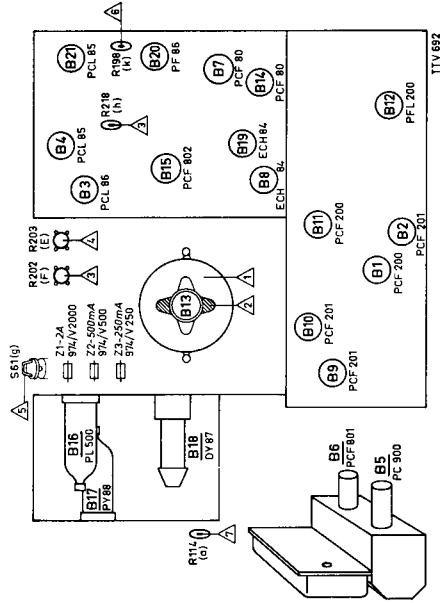 B21
PCL 85
R198
(k)
6
B20
PF 86
B7
PCF 80
B14
PCF 80
B4
PCL 85
R218
(h)
3
B3
PCL 86
B15
PCF 802
B19
ECH 84
B8
ECH 84
R203
(E)
4
R202
(F)
3
B13
1
2
S61(g)
5
Z1-2A
974/V2000
Z2-500mA
974/V500
Z3-250mA
974/V250
B16
PL 500
B17
PY88
B18
DY 87
R114
(a)
7
B12
PFL 200
B11
PCF 200
B2
PCF 201
B1
PCF 200
B10
PCF 201
B9
PCF 201
B6
PCF 801
B5
PC 900
TTV 692